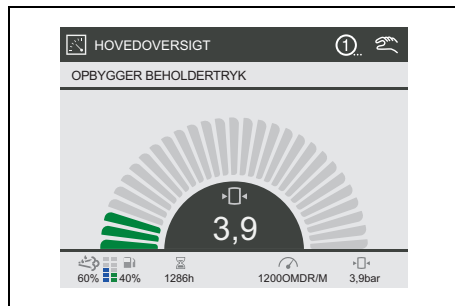 HOVEDOVERSIGT 1...
OPBYGGER BEHOLDERTRYK
3,9
60% 40% 1286h 1200OMDR/M 3,9bar